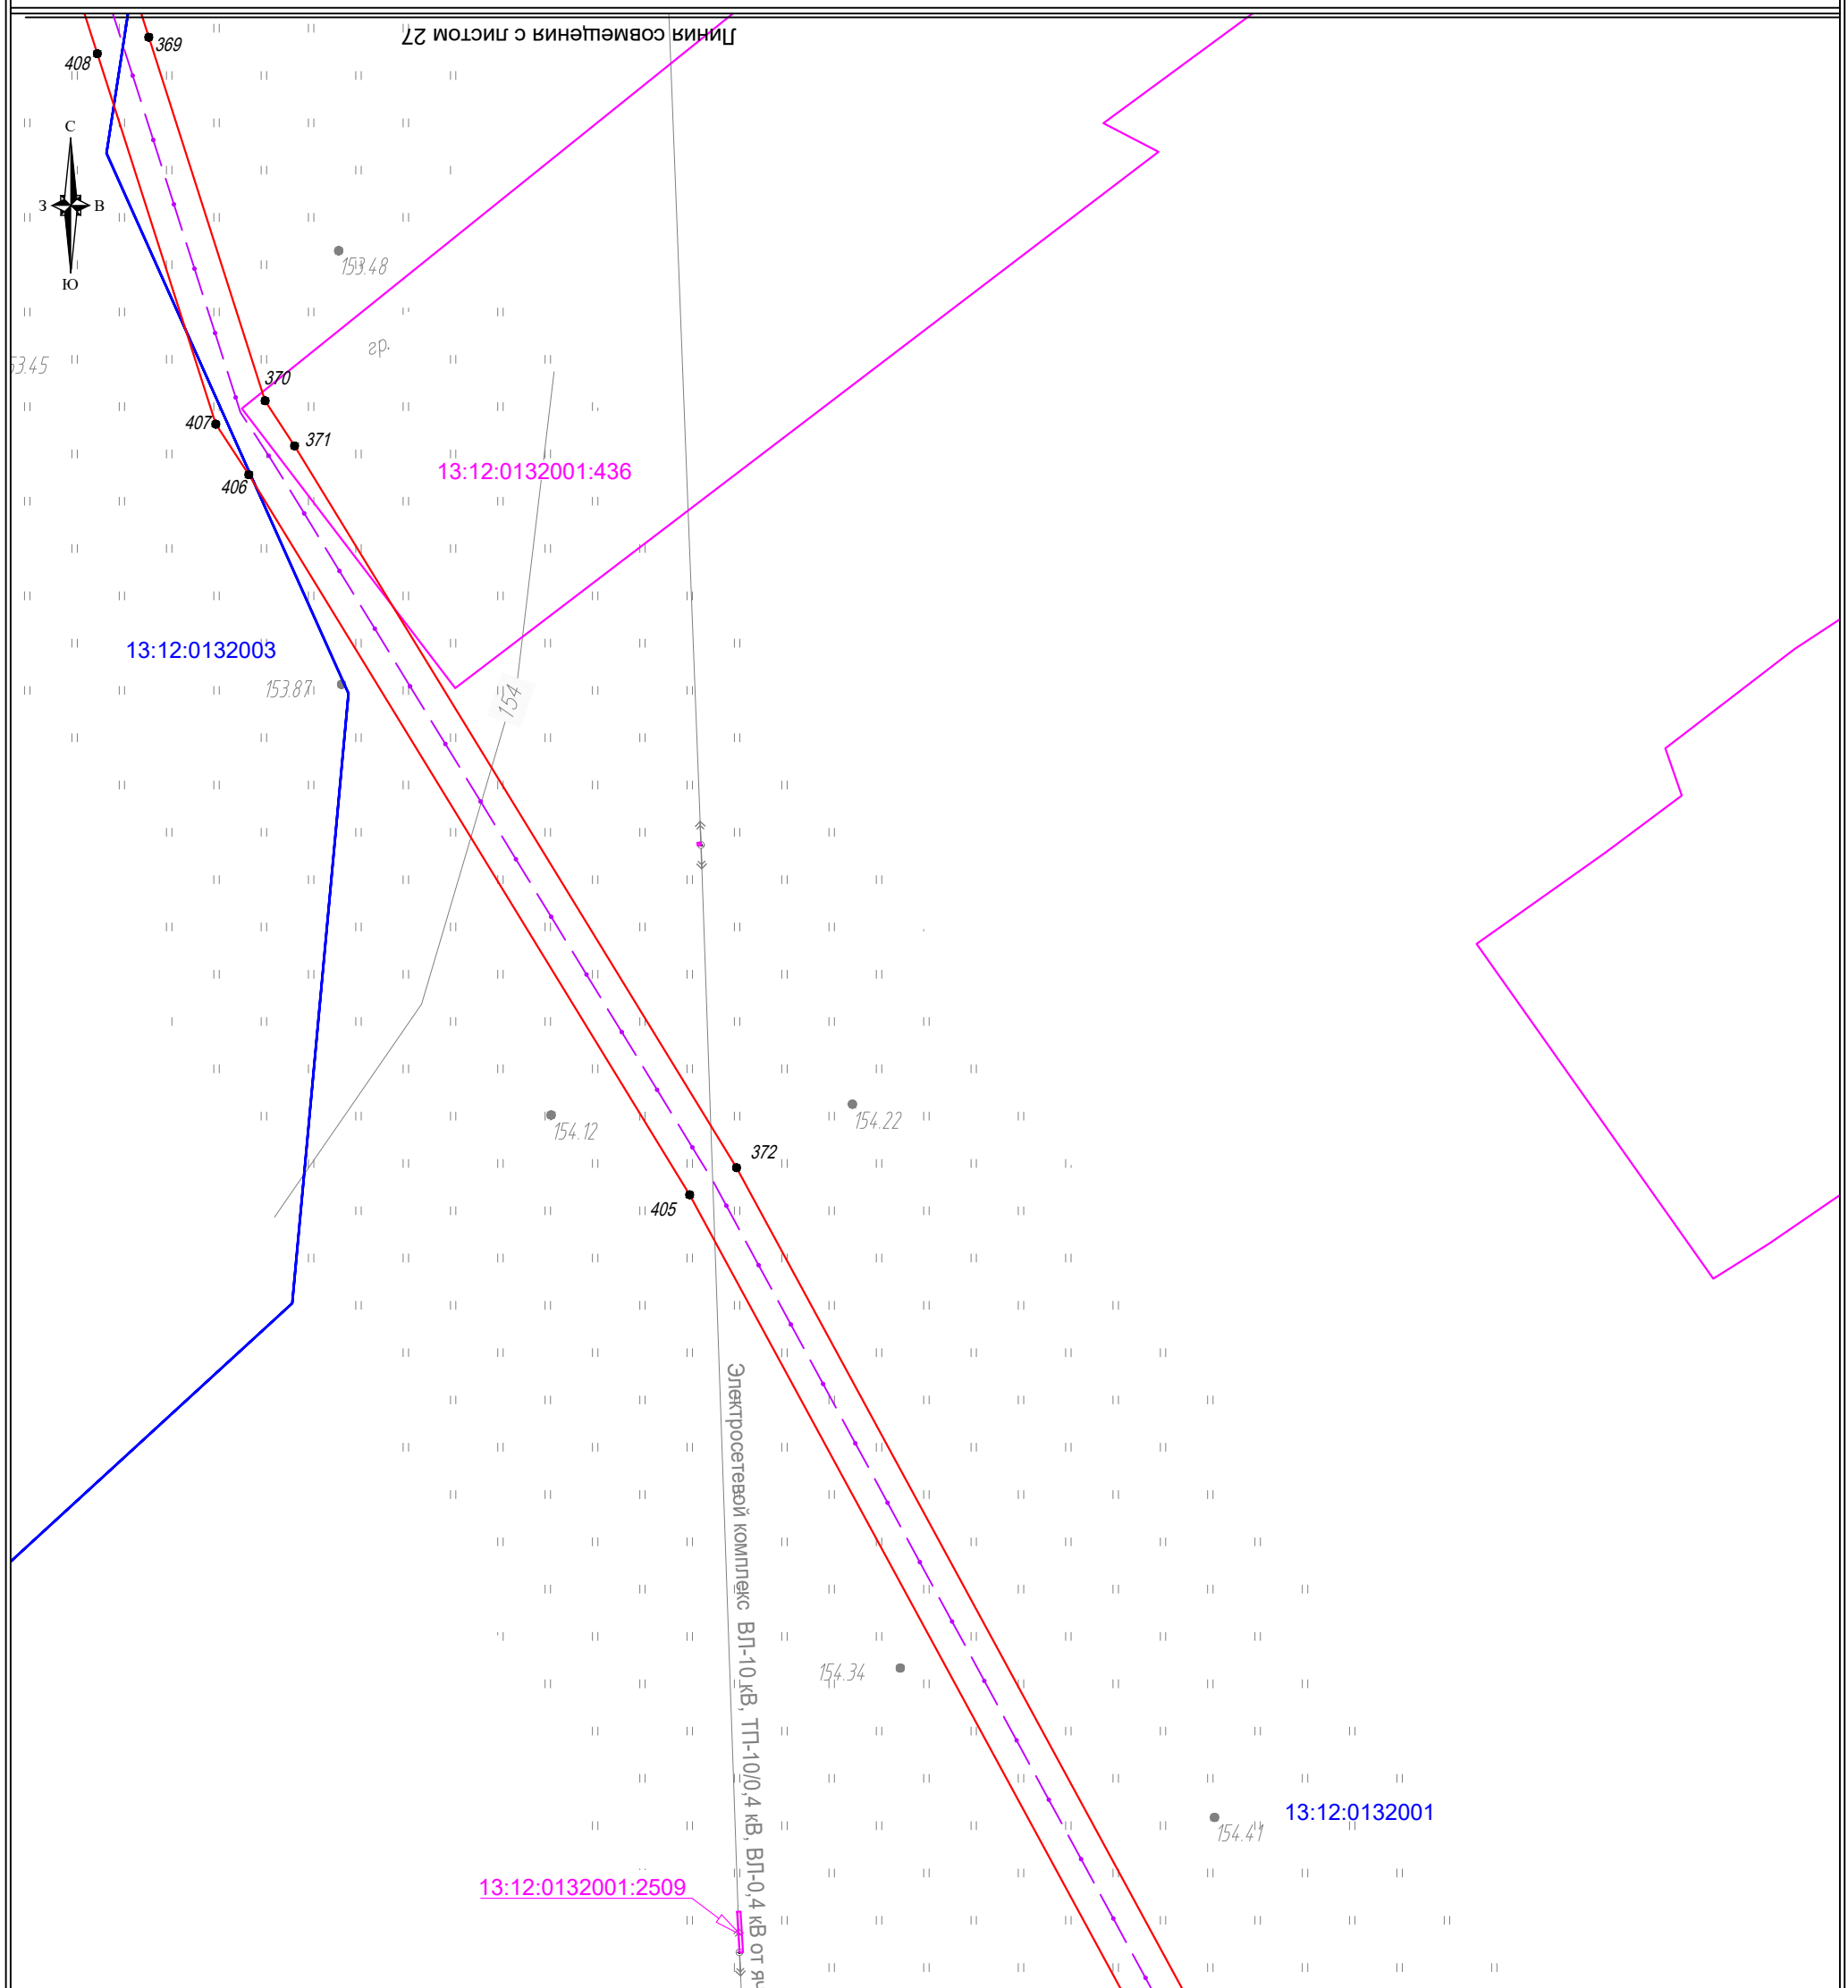 Линия совмещения с листом 27
369
408
С
З
В
Ю
153.48
гр.
53.45
370
407
371
406
13:12:0132001:436
13:12:0132003
153.87
154
154.12
154.22
372
405
Электросетевой комплекс ВЛ-10 кВ, ТП-10/0,4 кВ, ВЛ-0,4 кВ от яч
154.34
13:12:0132001
154.41
13:12:0132001:2509